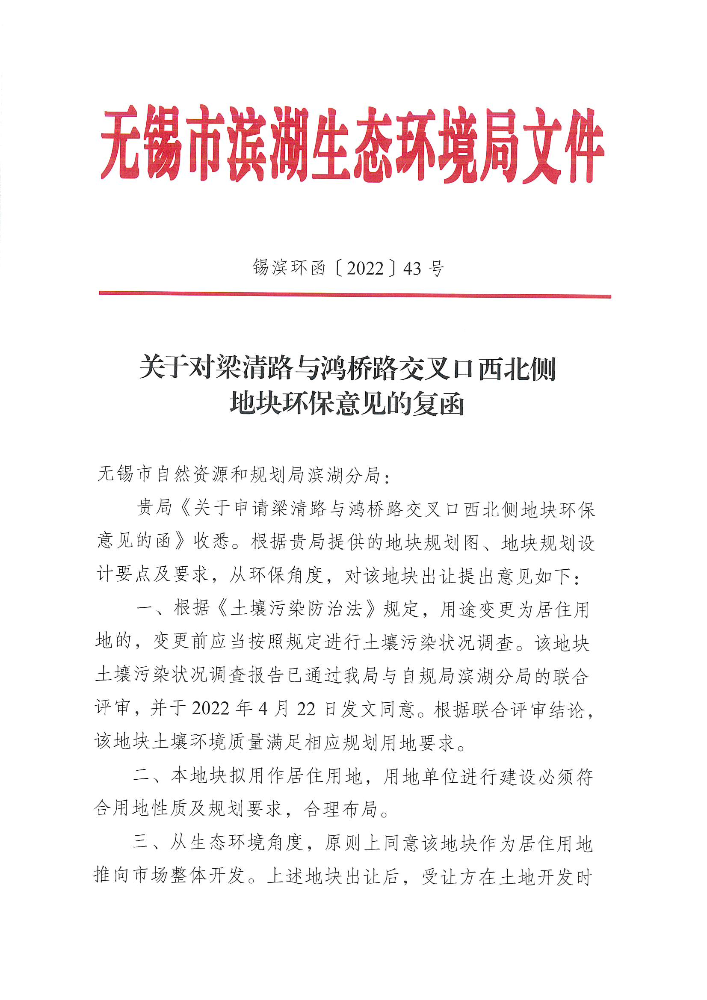 无锡市滨湖生态环境局文件
锡滨环函〔2022〕43 号
关于对梁清路与鸿桥路交叉口西北侧
地块环保意见的复函
无锡市自然资源和规划局滨湖分局：
贵局《关于申请梁清路与鸿桥路交叉口西北侧地块环保
意见的函》收悉。根据贵局提供的地块规划图、地块规划设
计要点及要求，从环保角度，对该地块出让提出意见如下：
一、根据《土壤污染防治法》规定，用途变更为居住用
地的，变更前应当按照规定进行土壤污染状况调查。该地块
土壤污染状况调查报告已通过我局与自规局滨湖分局的联合
评审，并于 2022 年 4 月 22 日发文同意。根据联合评审结论，
该地块土壤环境质量满足相应规划用地要求。
二、本地块拟用作居住用地，用地单位进行建设必须符
合用地性质及规划要求，合理布局。
三、从生态环境角度，原则上同意该地块作为居住用地
推向市场整体开发。上述地块出让后，受让方在土地开发时